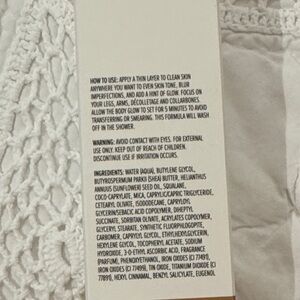 HOW TO USE: APPLY A THIN LAYER TO CLEAN SKIN
ANYWHERE YOU WANT TO EVEN SKIN TONE, BLUR
IMPERFECTIONS, AND ADD A HINT OF GLOW. FOCUS
ON YOUR LEGS, ARMS, DÉCOLLETAGE AND COLLARBONES.
ALLOW THE BODY GLOW TO SET FOR 5 MINUTES TO AVOID
TRANSFERRING OR SMEARING. THIS FORMULA WILL WASH
OFF IN THE SHOWER.
WARNING: AVOID CONTACT WITH EYES. FOR EXTERNAL
USE ONLY. KEEP OUT OF REACH OF CHILDREN.
DISCONTINUE USE IF IRRITATION OCCURS.
INGREDIENTS: WATER (AQUA), BUTYLENE GLYCOL,
BUTYROSPERMUM PARKII (SHEA) BUTTER, HELIANTHUS
ANNUUS (SUNFLOWER) SEED OIL, SQUALANE,
COCO-CAPRYLATE, MICA, CAPRYLIC/CAPRIC TRIGLYCERIDE,
CETEARYL OLIVATE, ISODODECANE, CAPRYLOYL
GLYCERIN/SEBACIC ACID COPOLYMER, DIHEPTYL
SUCCINATE, SORBITAN OLIVATE, ACRYLATES COPOLYMER,
GLYCERYL STEARATE, SYNTHETIC FLUORPHLOGOPITE,
CARBOMER, CAPRYLYL GLYCOL, ETHYLHEXYLGLYCERIN,
HEXYLENE GLYCOL, TOCOPHERYL ACETATE, SODIUM
HYDROXIDE, 3-O-ETHYL ASCORBIC ACID, FRAGRANCE
(PARFUM), PHENOXYETHANOL, IRON OXIDES (CI 77491),
IRON OXIDES (CI 77499), TIN OXIDE, TITANIUM DIOXIDE (CI
77891), HEXYL CINNAMAL, BENZYL SALICYLATE, EUGENOL